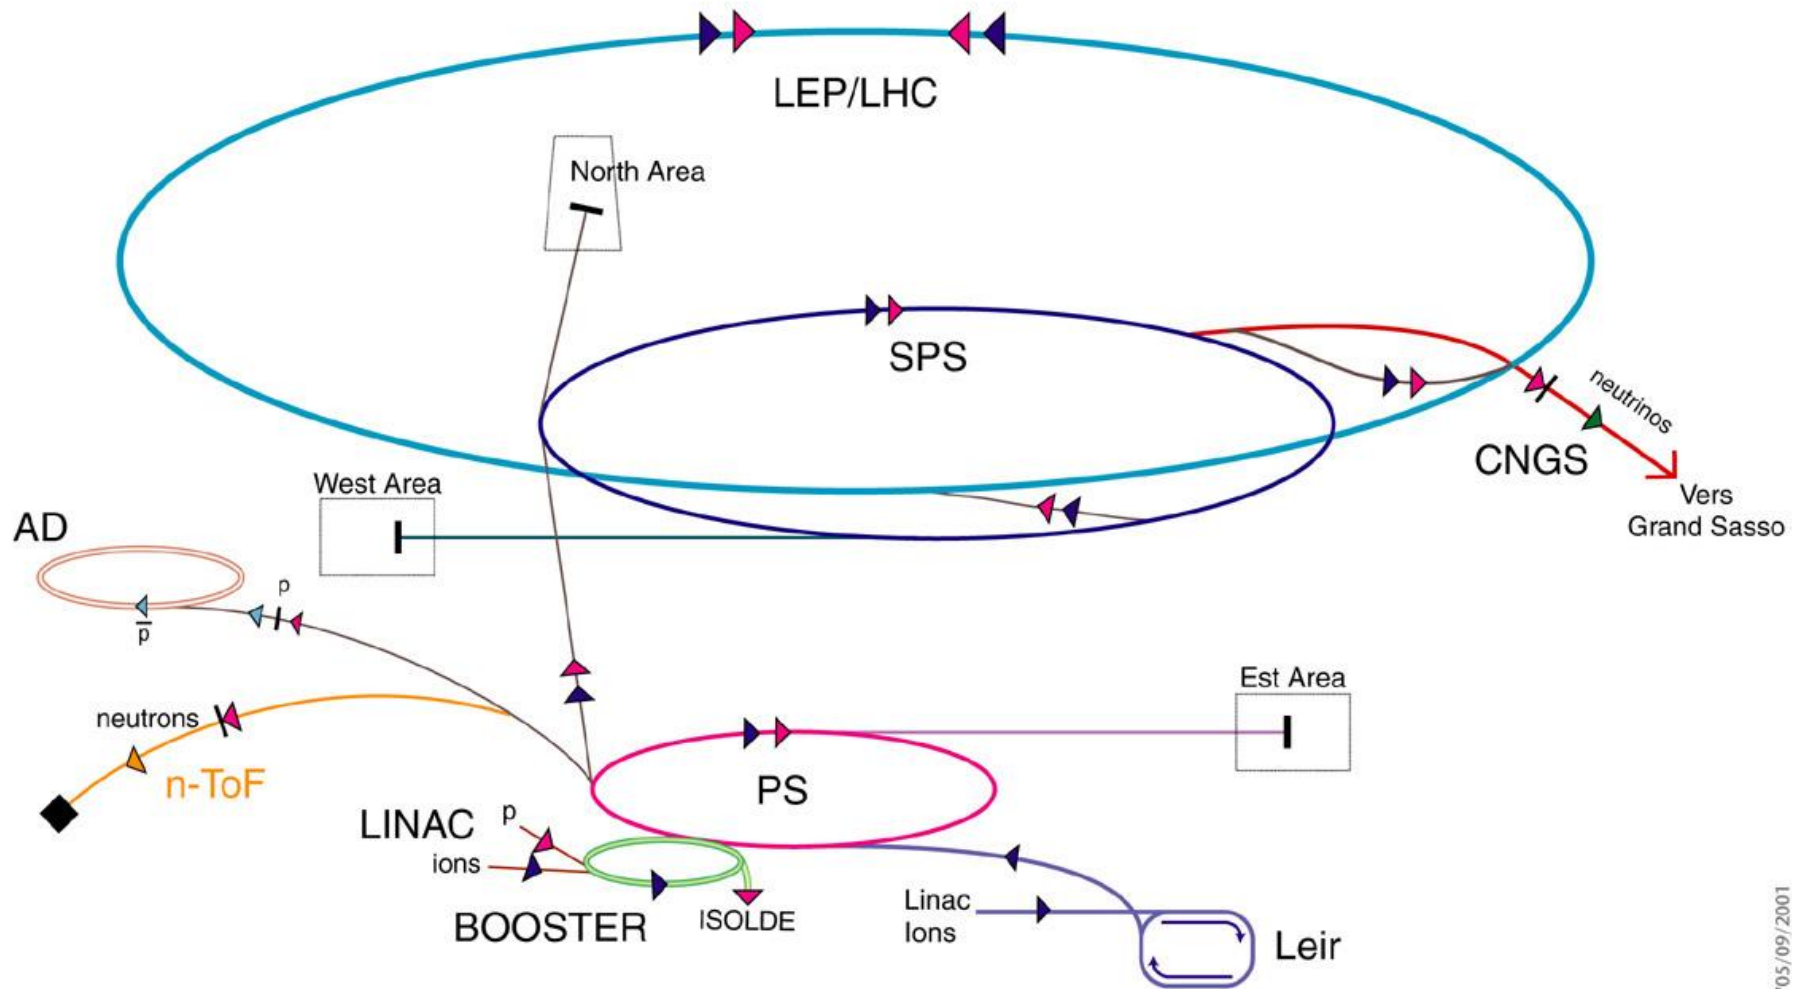 LEP/LHC
North Area
SPS
neutrinos
CNGS
West Area
Vers
Grand Sasso
AD
p
p
Est Area
neutrons
n-ToF
PS
LINAC
p
ions
BOOSTER
ISOLDE
Linac
Ions
Leir
05/09/2001